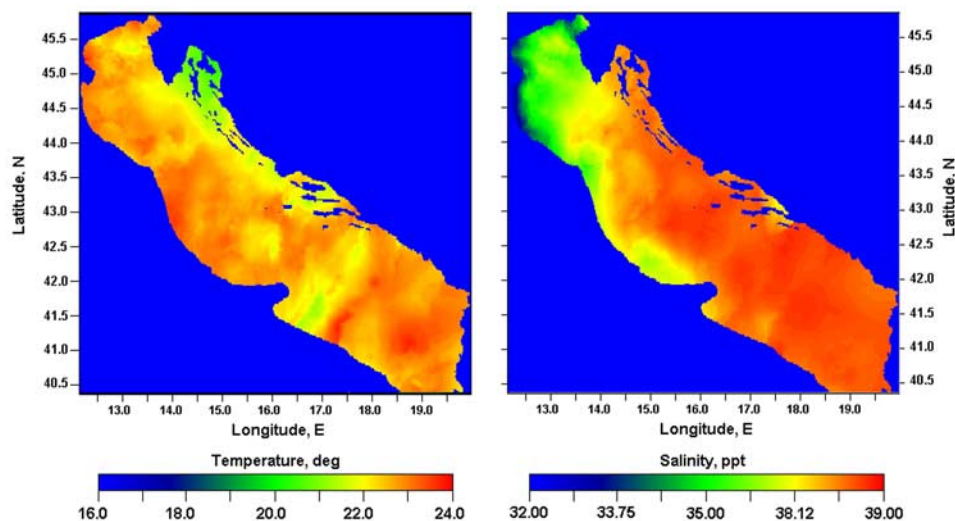 45.5
45.0
44.5
44.0
43.5
43.0
42.5
42.0
41.5
41.0
40.5
Latitude, N
13.0 14.0 15.0 16.0 17.0 18.0 19.0
Longitude, E
Temperature, deg
16.0 18.0 20.0 22.0 24.0
45.5
45.0
44.5
44.0
43.5
43.0
42.5
42.0
41.5
41.0
40.5
Latitude, N
13.0 14.0 15.0 16.0 17.0 18.0 19.0
Longitude, E
Salinity, ppt
32.00 33.75 35.00 38.12 39.00